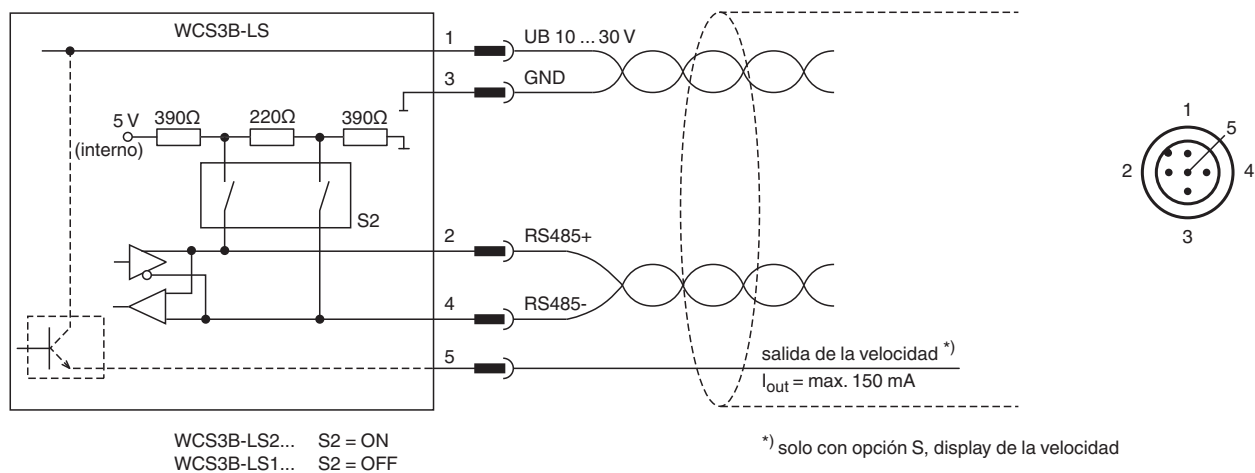 WCS3B-LS
1 UB 10 ... 30 V
3 GND
390Ω 220Ω 390Ω
5 V
(interno)
S2
2 RS485+
4 RS485-
5 salida de la velocidad *)
Iout = max. 150 mA
1
5
2 4
3
WCS3B-LS2... S2 = ON
WCS3B-LS1... S2 = OFF
*) solo con opción S, display de la velocidad